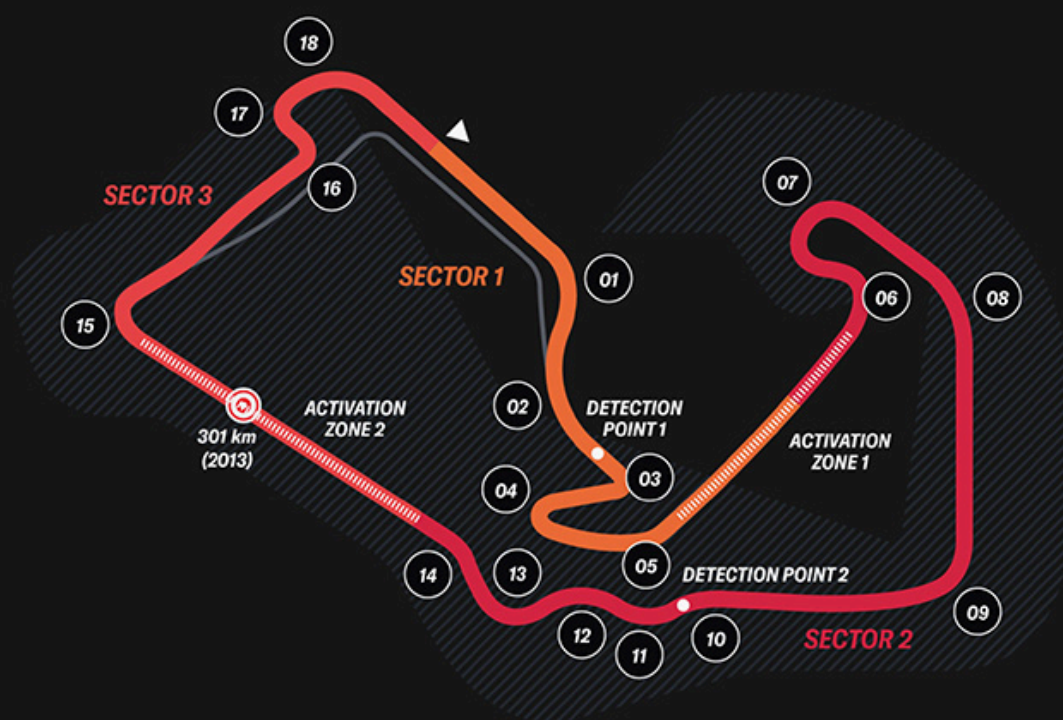 18
17
16
SECTOR 3
07
SECTOR 1
01
06
08
15
02
ACTIVATION
ZONE 2
DETECTION
POINT 1
301 km
(2013)
ACTIVATION
ZONE 1
03
04
05
14
13
DETECTION POINT 2
12
11
10
09
SECTOR 2